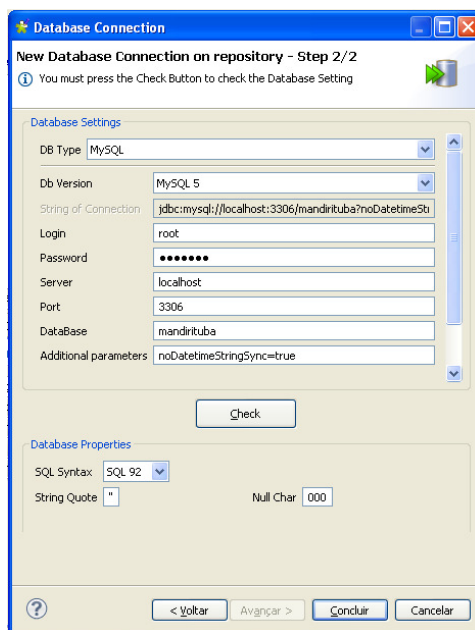 Database Connection
New Database Connection on repository - Step 2/2
You must press the Check Button to check the Database Setting
Database Settings
DB Type MySQL
Db Version MySQL 5
String of Connection jdbc:mysql://localhost:3306/mandirituba?noDatetimeStri
Login root
Password •••••••
Server localhost
Port 3306
DataBase mandirituba
Additional parameters noDatetimeStringSync=true
Check
Database Properties
SQL Syntax SQL 92
String Quote " Null Char 000
? < Voltar Avançar > Concluir Cancelar